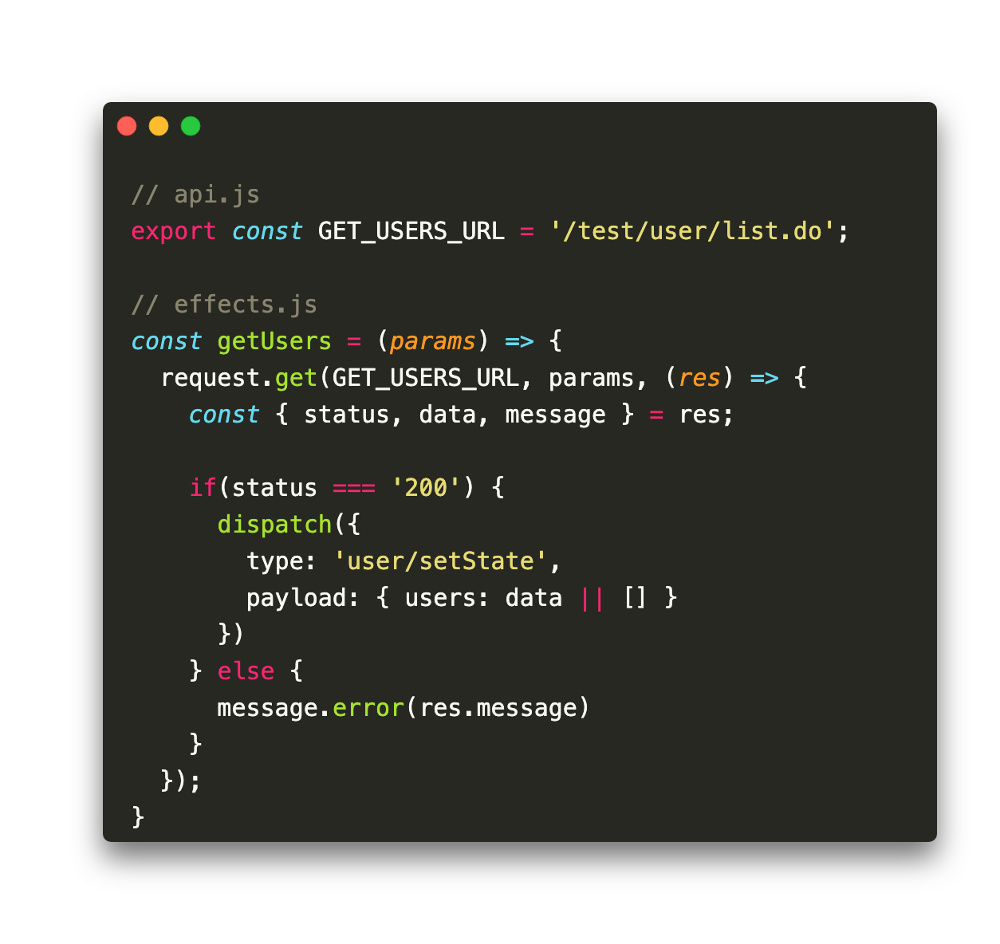 // api.js
export const GET_USERS_URL = '/test/user/list.do';

// effects.js
const getUsers = (params) => {
  request.get(GET_USERS_URL, params, (res) => {
    const { status, data, message } = res;

    if(status === '200') {
      dispatch({
        type: 'user/setState',
        payload: { users: data || [] }
      })
    } else {
      message.error(res.message)
    }
  });
}